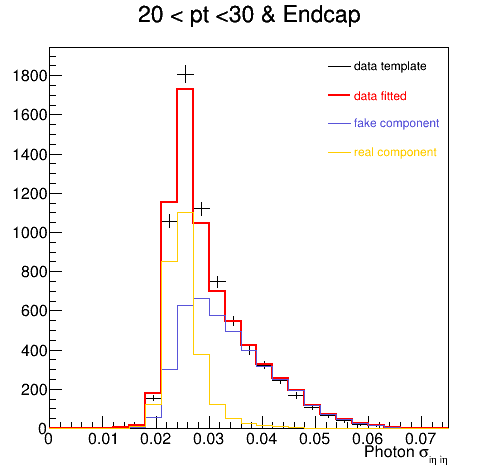 20 < pt <30 & Endcap
data template
data fitted
fake component
real component
1800
1600
1400
1200
1000
800
600
400
200
0
0 0.01 0.02 0.03 0.04 0.05 0.06 0.07
Photon σiη iη